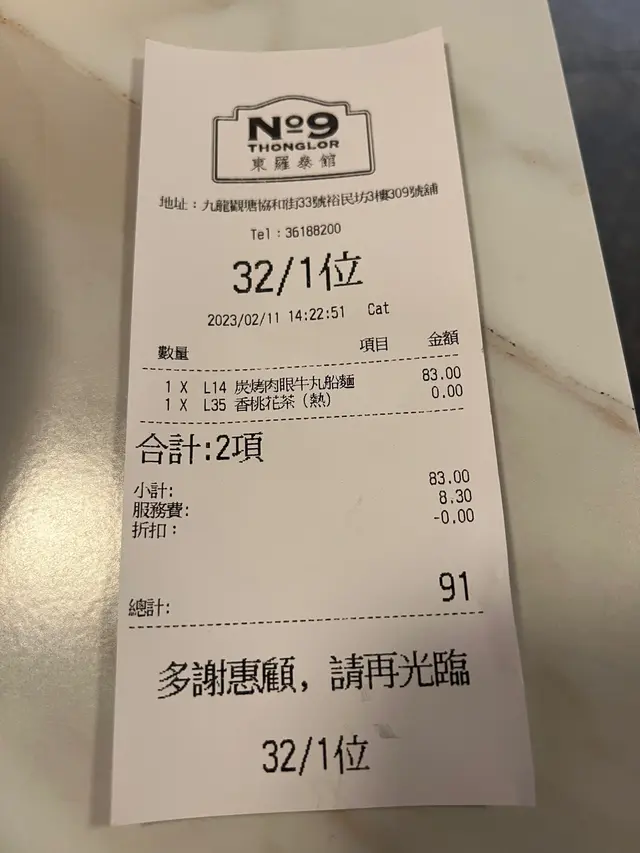 Nº9
THONGLOR
東羅泰館
地址：九龍觀塘協和街33號裕民坊3樓309號舖
Tel：36188200
32/1位
2023/02/11 14:22:51 Cat
數量 項目 金額
1 X L14 炭烤肉眼牛丸船麵 83.00
1 X L35 香桃花茶（熱） 0.00
合計:2項
小計: 83.00
服務費: 8.30
折扣： -0.00
總計: 91
多謝惠顧, 請再光臨
32/1位